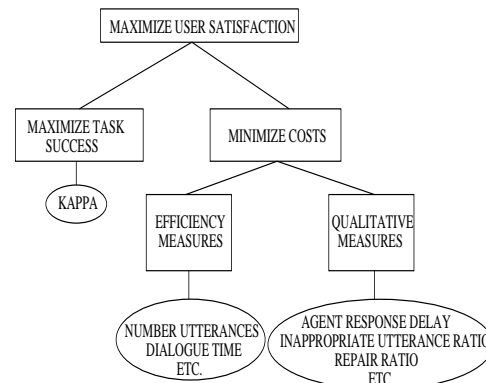 MAXIMIZE USER SATISFACTION
MAXIMIZE TASK
SUCCESS
MINIMIZE COSTS
KAPPA
EFFICIENCY
MEASURES
QUALITATIVE
MEASURES
NUMBER UTTERANCES
DIALOGUE TIME
ETC.
AGENT RESPONSE DELAY
INAPPROPRIATE UTTERANCE RATIO
REPAIR RATIO
ETC